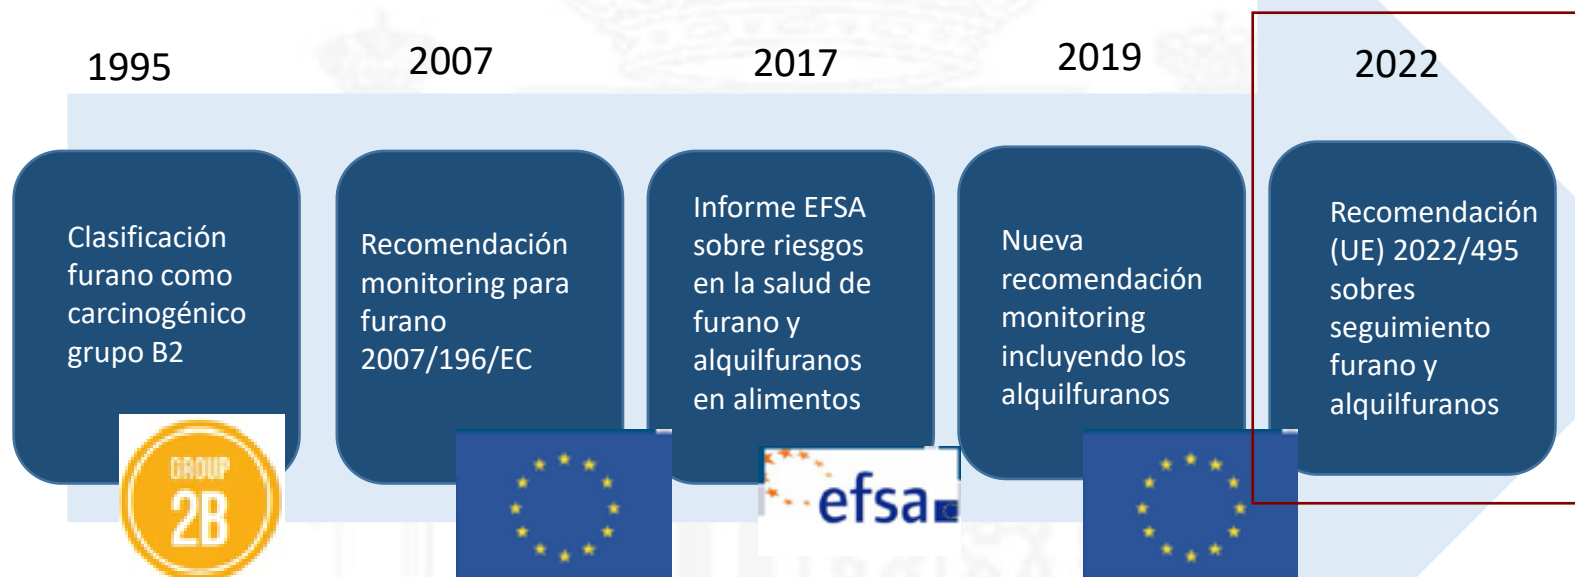 1995
Clasificación
furano como
carcinogénico
grupo B2
GROUP
2B
2007
Recomendación
monitoring para
furano
2007/196/EC
2017
Informe EFSA
sobre riesgos
en la salud de
furano y
alquilfuranos
en alimentos
efsa
2019
Nueva
recomendación
monitoring
incluyendo los
alquilfuranos
2022
Recomendación
(UE) 2022/495
sobres
seguimiento
furano y
alquilfuranos